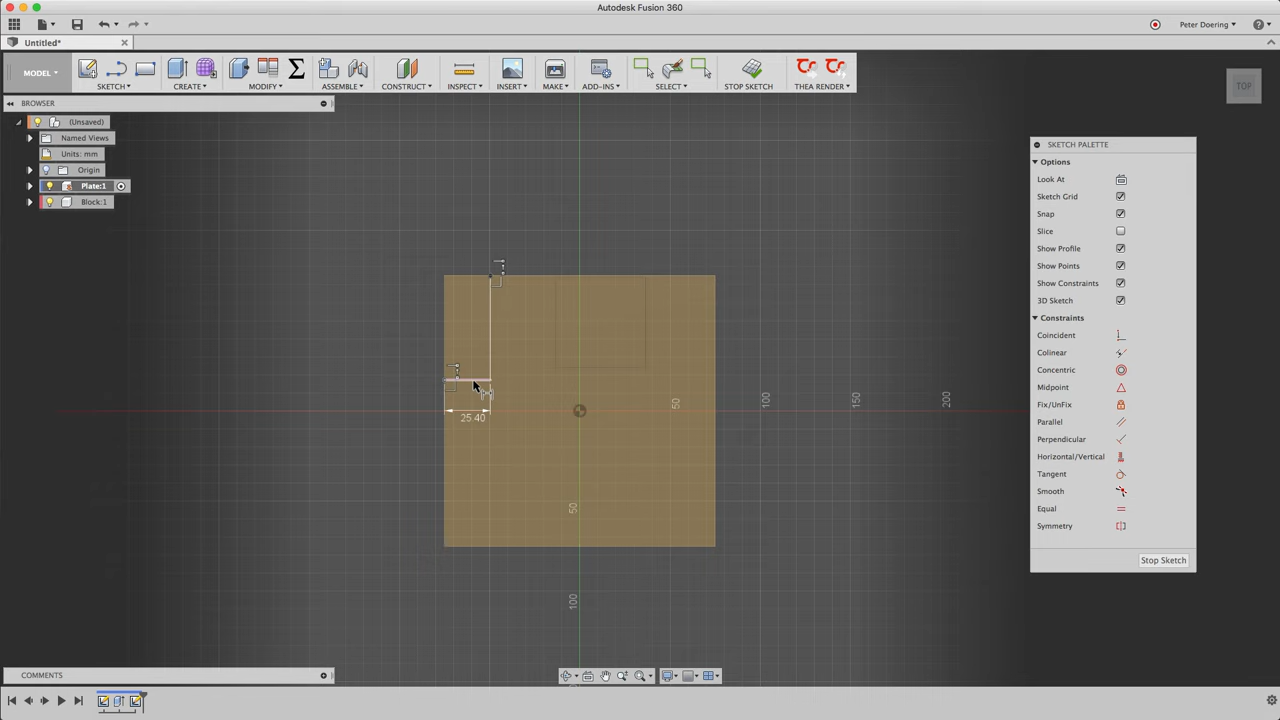 Autodesk Fusion 360
Peter Doering
Untitled*
MODEL
SKETCH
CREATE
MODIFY
ASSEMBLE
CONSTRUCT
INSPECT
INSERT
MAKE
ADD-INS
SELECT
STOP SKETCH
THEA RENDER
TOP
BROWSER
(Unsaved)
Named Views
Units: mm
Origin
Plate:1
Block:1
SKETCH PALETTE
Options
Look At
Sketch Grid
Snap
Slice
Show Profile
Show Points
Show Constraints
3D Sketch
Constraints
Coincident
Colinear
Concentric
Midpoint
Fix/UnFix
Parallel
Perpendicular
Horizontal/Vertical
Tangent
Smooth
Equal
Symmetry
Stop Sketch
25.40
50
100
150
200
50
100
COMMENTS